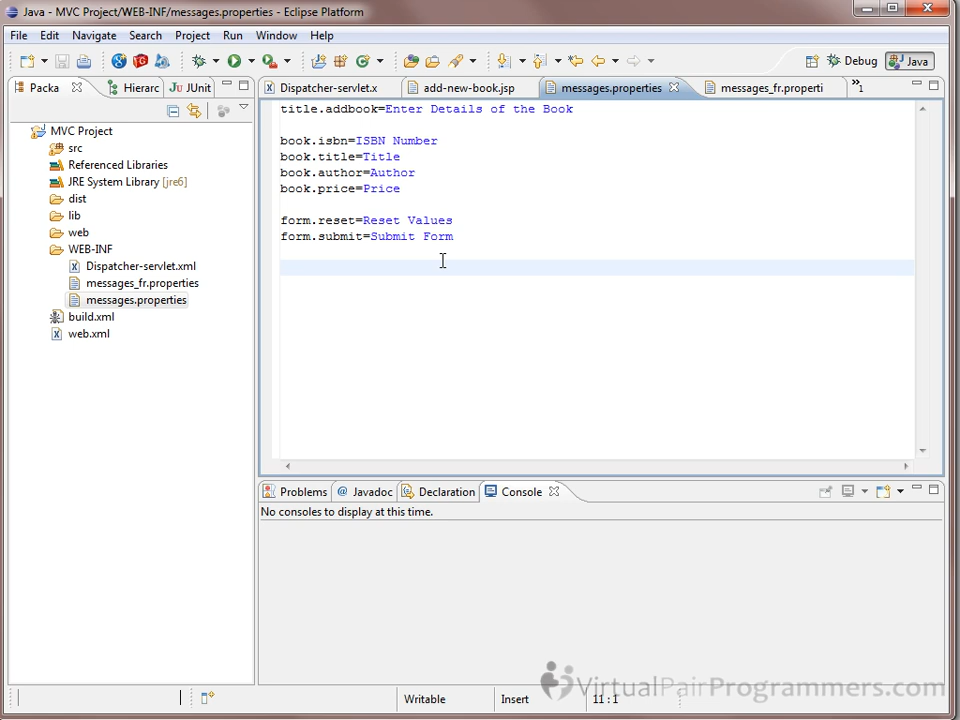 Java - MVC Project/WEB-INF/messages.properties - Eclipse Platform
File Edit Navigate Search Project Run Window Help
Debug Java
Packa Hierarc JUnit
Dispatcher-servlet.x add-new-book.jsp messages.properties messages_fr.properti »1
MVC Project
src
Referenced Libraries
JRE System Library [jre6]
dist
lib
web
WEB-INF
Dispatcher-servlet.xml
messages_fr.properties
messages.properties
build.xml
web.xml
title.addbook=Enter Details of the Book
book.isbn=ISBN Number
book.title=Title
book.author=Author
book.price=Price
form.reset=Reset Values
form.submit=Submit Form
Problems @ Javadoc Declaration Console
No consoles to display at this time.
Writable Insert 11:1
VirtualPairProgrammers.com